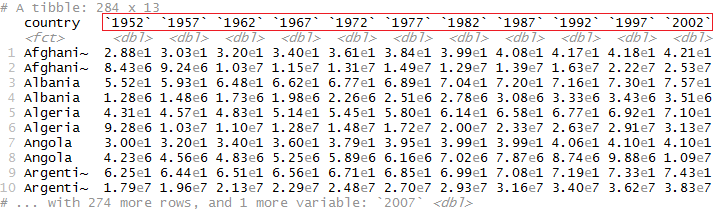 # A tibble: 284 x 13
country `1952` `1957` `1962` `1967` `1972` `1977` `1982` `1987` `1992` `1997` `2002`
<fct> <dbl> <dbl> <dbl> <dbl> <dbl> <dbl> <dbl> <dbl> <dbl> <dbl> <dbl>
1 Afghani~ 2.88e1 3.03e1 3.20e1 3.40e1 3.61e1 3.84e1 3.99e1 4.08e1 4.17e1 4.18e1 4.21e1
2 Afghani~ 8.43e6 9.24e6 1.03e7 1.15e7 1.31e7 1.49e7 1.29e7 1.39e7 1.63e7 2.22e7 2.53e7
3 Albania 5.52e1 5.93e1 6.48e1 6.62e1 6.77e1 6.89e1 7.04e1 7.20e1 7.16e1 7.30e1 7.57e1
4 Albania 1.28e6 1.48e6 1.73e6 1.98e6 2.26e6 2.51e6 2.78e6 3.08e6 3.33e6 3.43e6 3.51e6
5 Algeria 4.31e1 4.57e1 4.83e1 5.14e1 5.45e1 5.80e1 6.14e1 6.58e1 6.77e1 6.92e1 7.10e1
6 Algeria 9.28e6 1.03e7 1.10e7 1.28e7 1.48e7 1.72e7 2.00e7 2.33e7 2.63e7 2.91e7 3.13e7
7 Angola 3.00e1 3.20e1 3.40e1 3.60e1 3.79e1 3.95e1 3.99e1 3.99e1 4.06e1 4.10e1 4.10e1
8 Angola 4.23e6 4.56e6 4.83e6 5.25e6 5.89e6 6.16e6 7.02e6 7.87e6 8.74e6 9.88e6 1.09e7
9 Argenti~ 6.25e1 6.44e1 6.51e1 6.56e1 6.71e1 6.85e1 6.99e1 7.08e1 7.19e1 7.33e1 7.43e1
10 Argenti~ 1.79e7 1.96e7 2.13e7 2.29e7 2.48e7 2.70e7 2.93e7 3.16e7 3.40e7 3.62e7 3.83e7
# ... with 274 more rows, and 1 more variable: `2007` <dbl>